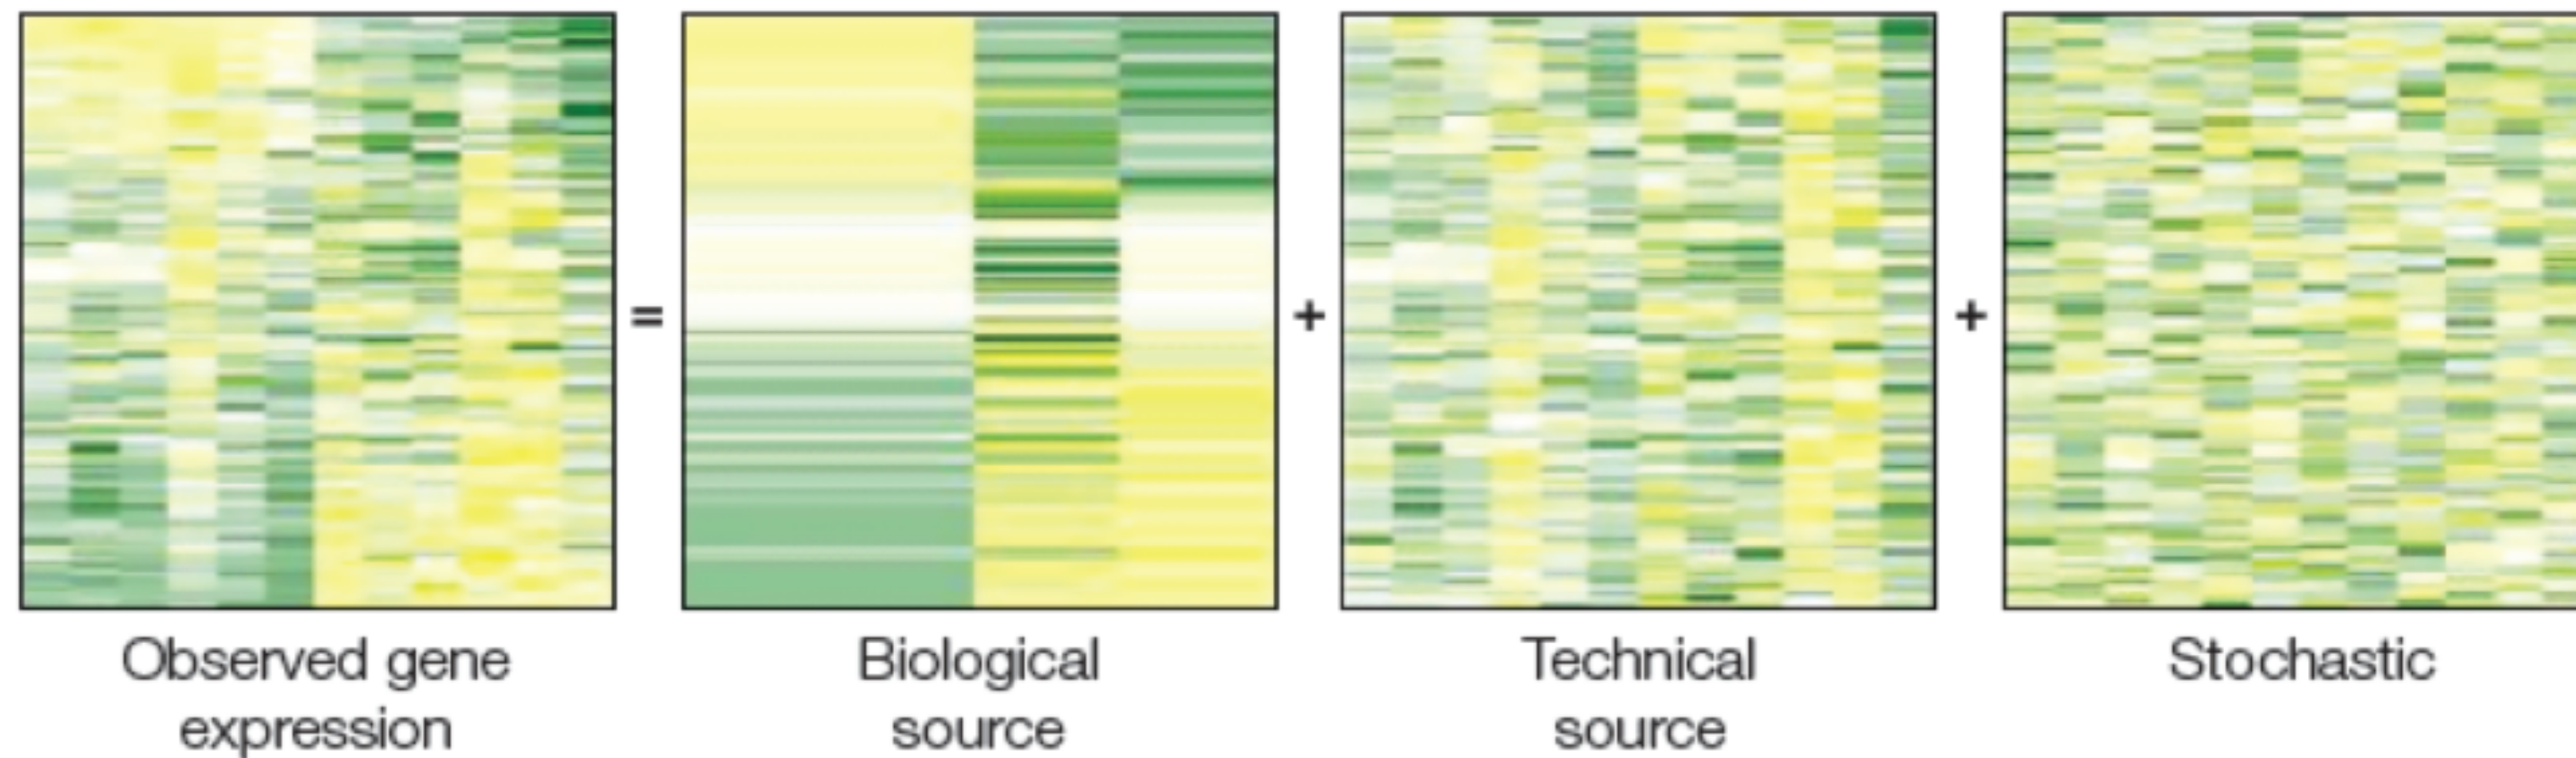 =
+
+
Observed gene
expression
Biological
source
Technical
source
Stochastic